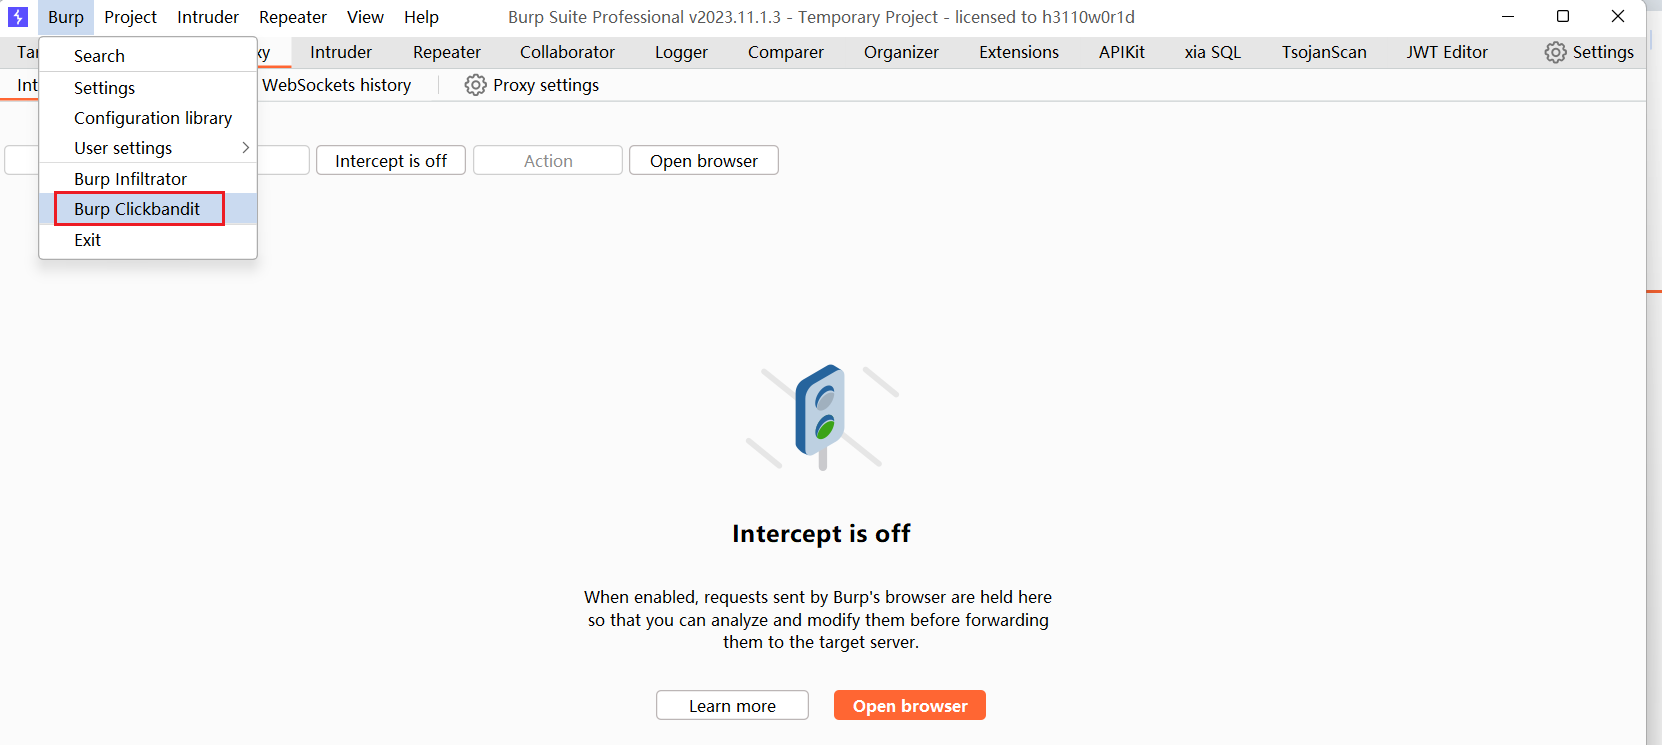 Burp Project Intruder Repeater View Help Burp Suite Professional v2023.11.1.3 - Temporary Project - licensed to h3110w0r1d
Tar xy Intruder Repeater Collaborator Logger Comparer Organizer Extensions APIKit xia SQL TsojanScan JWT Editor Settings
Int WebSockets history Proxy settings
Search
Settings
Configuration library
User settings
Burp Infiltrator
Burp Clickbandit
Exit
Intercept is off Action Open browser
Intercept is off
When enabled, requests sent by Burp's browser are held here
so that you can analyze and modify them before forwarding
them to the target server.
Learn more Open browser